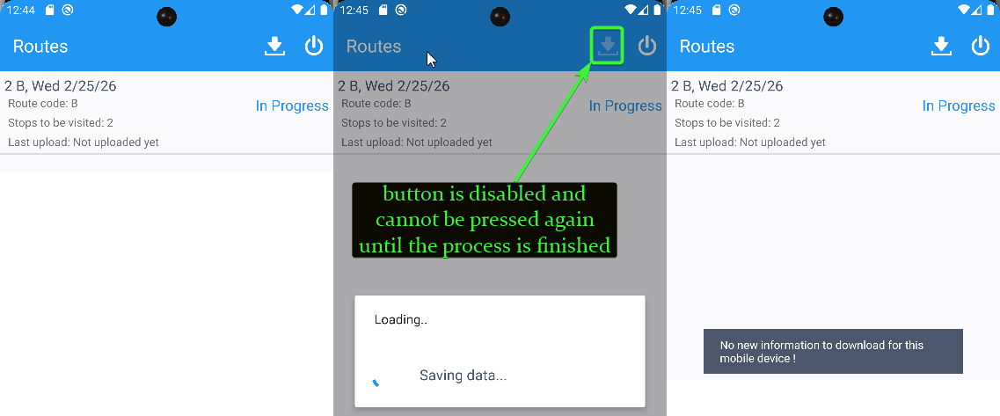 12:44
Routes
2 B, Wed 2/25/26
Route code: B
In Progress
Stops to be visited: 2
Last upload: Not uploaded yet
12:45
Routes
2 B, Wed 2/25/26
Route code: B
In Progress
Stops to be visited: 2
Last upload: Not uploaded yet
button is disabled and
cannot be pressed again
until the process is finished
Loading..
Saving data...
12:45
Routes
2 B, Wed 2/25/26
Route code: B
In Progress
Stops to be visited: 2
Last upload: Not uploaded yet
No new information to download for this
mobile device !